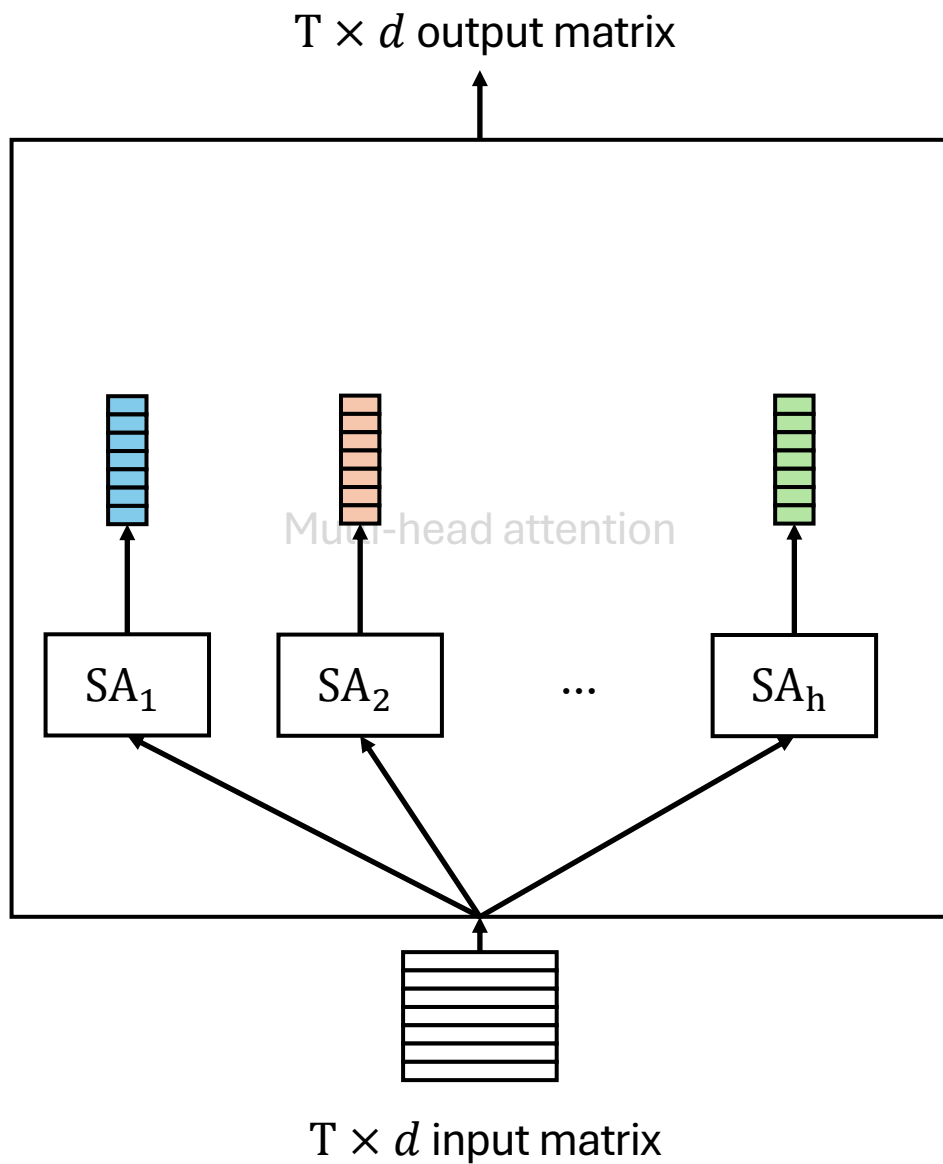 T × d output matrix
Multi-head attention
SA₁ SA₂ ... SAₕ
T × d input matrix